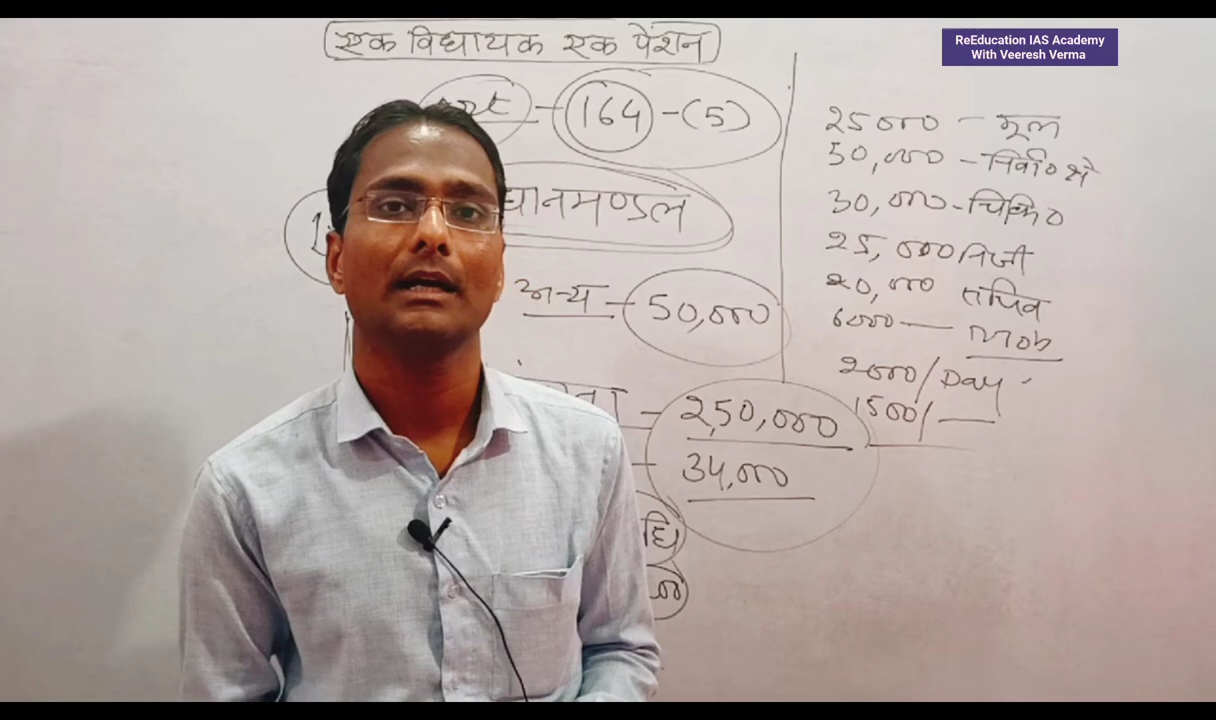 ReEducation IAS Academy
With Veeresh Verma
एक विधायक एक पेंशन
164 - (5)
धानमण्डल
अन्य - 50,000
2,50,000
34,000
धि
25000 - मूल
50,000 - निर्वा० क्षे
30,000 - चिकि०
25,000 निजी
20,000 सचिव
6000 - Mob
2000/Day
1500/